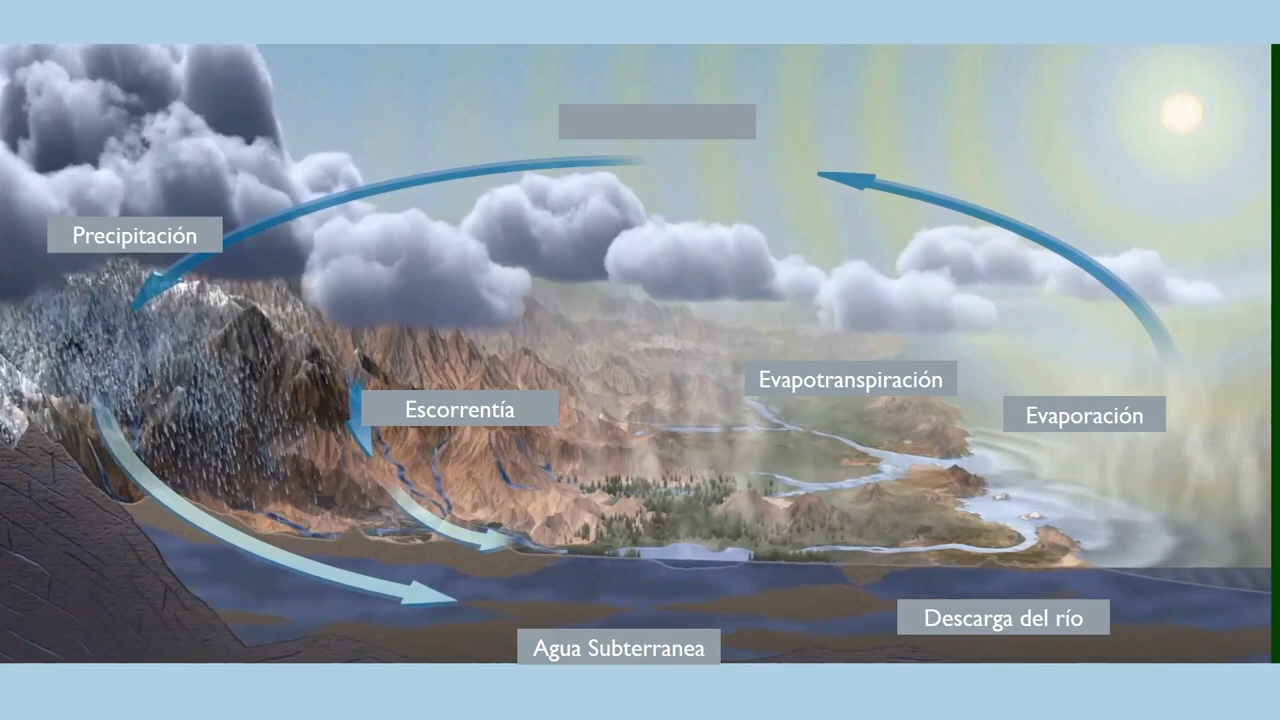 Precipitación
Evapotranspiración
Escorrentía
Evaporación
Descarga del río
Agua Subterranea